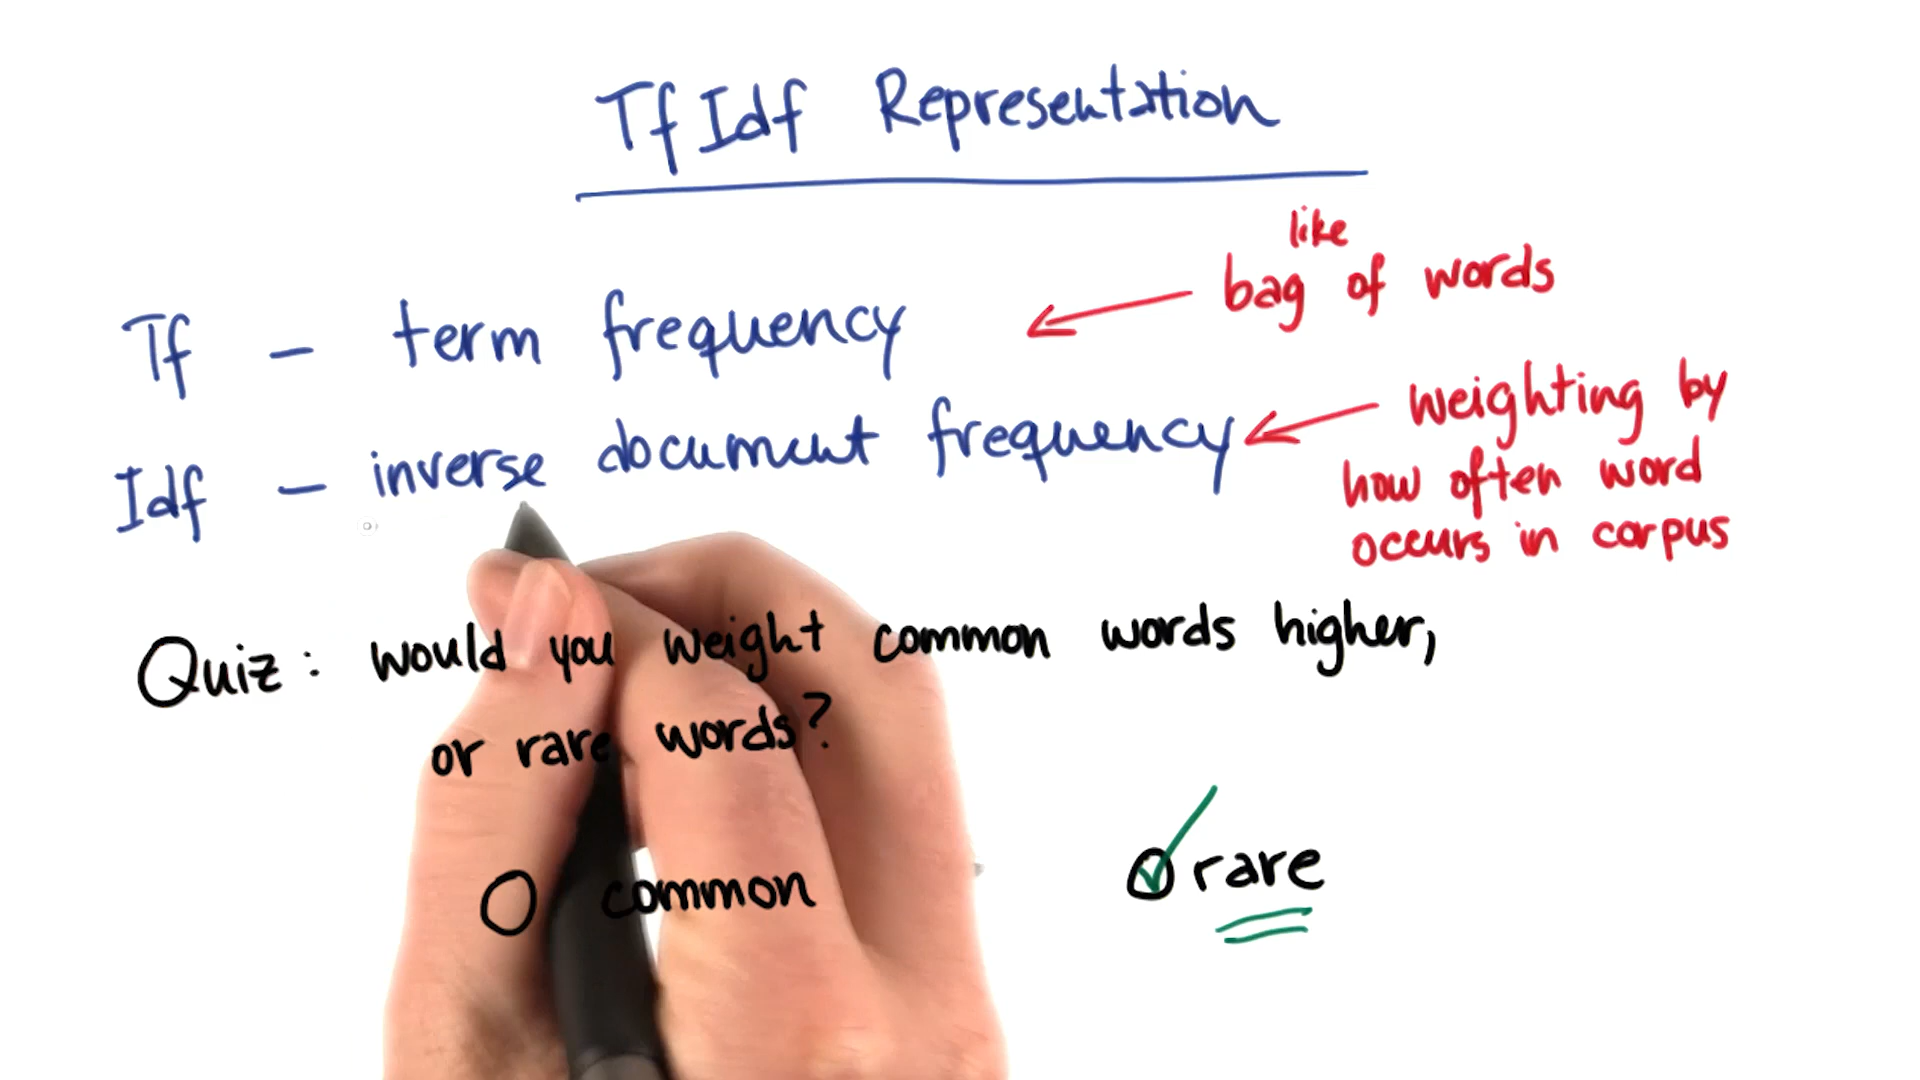 Tf Idf Representation
like
bag of words
Tf - term frequency
weighting by
Idf - inverse document frequency
how often word
occurs in corpus
Quiz: would you weight common words higher,
or rare words?
common
rare